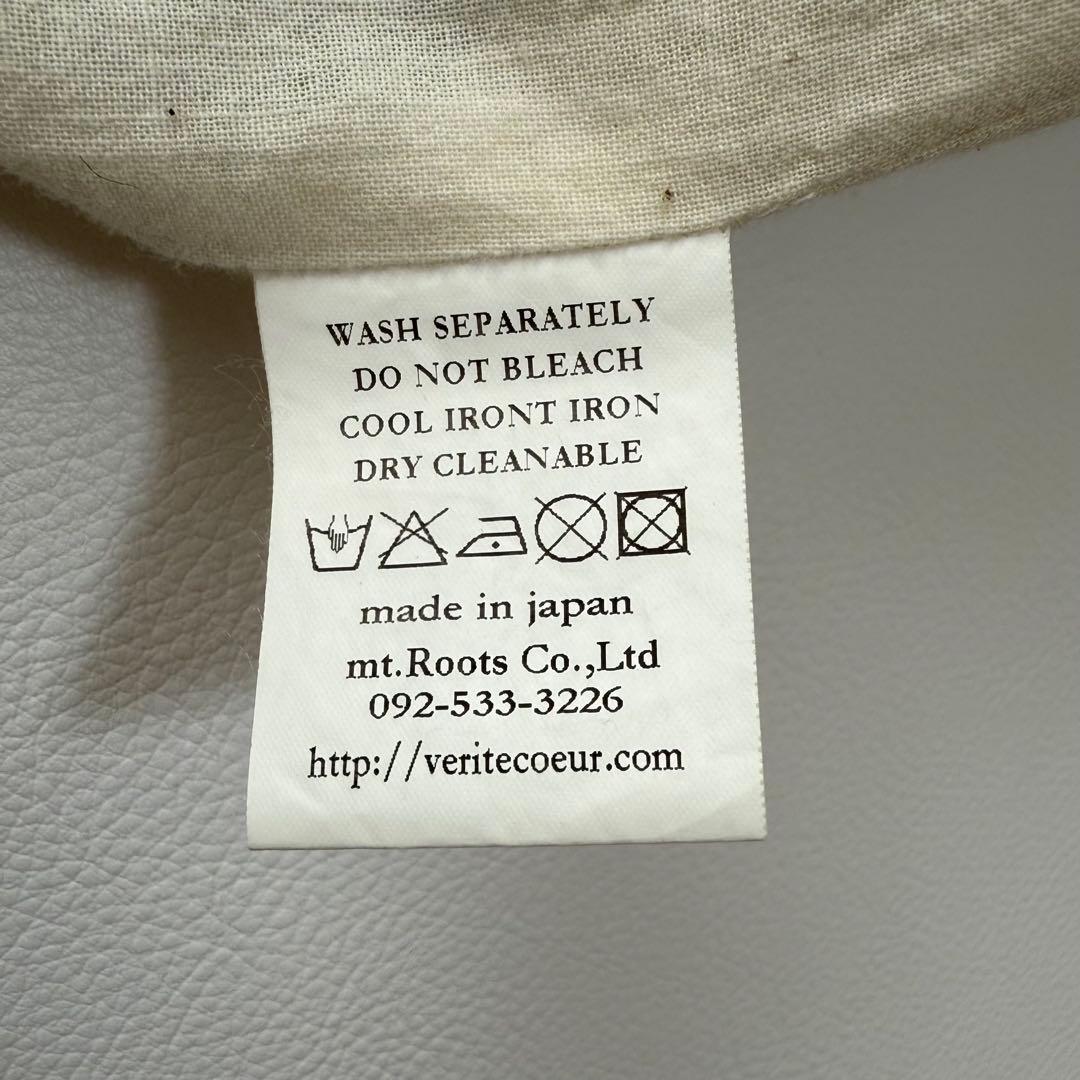 WASH SEPARATELY
DO NOT BLEACH
COOL IRONT IRON
DRY CLEANABLE
made in japan
mt.Roots Co.,Ltd
092-533-3226
http://veritecoeur.com